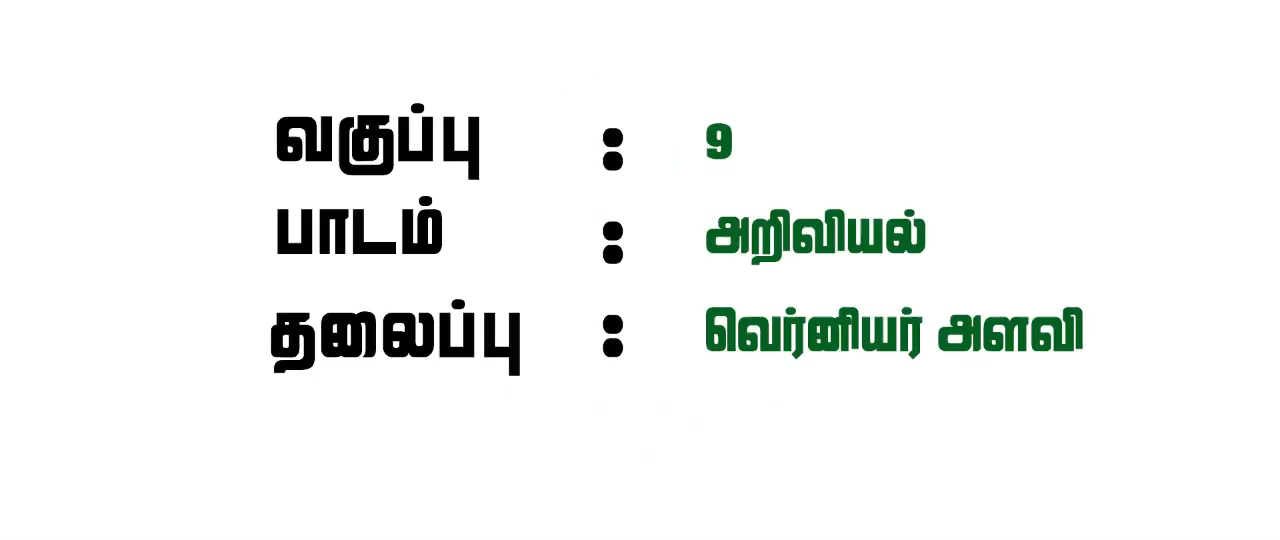 வகுப்பு : 9
பாடம் : அறிவியல்
தலைப்பு : வெர்னியர் அளவி